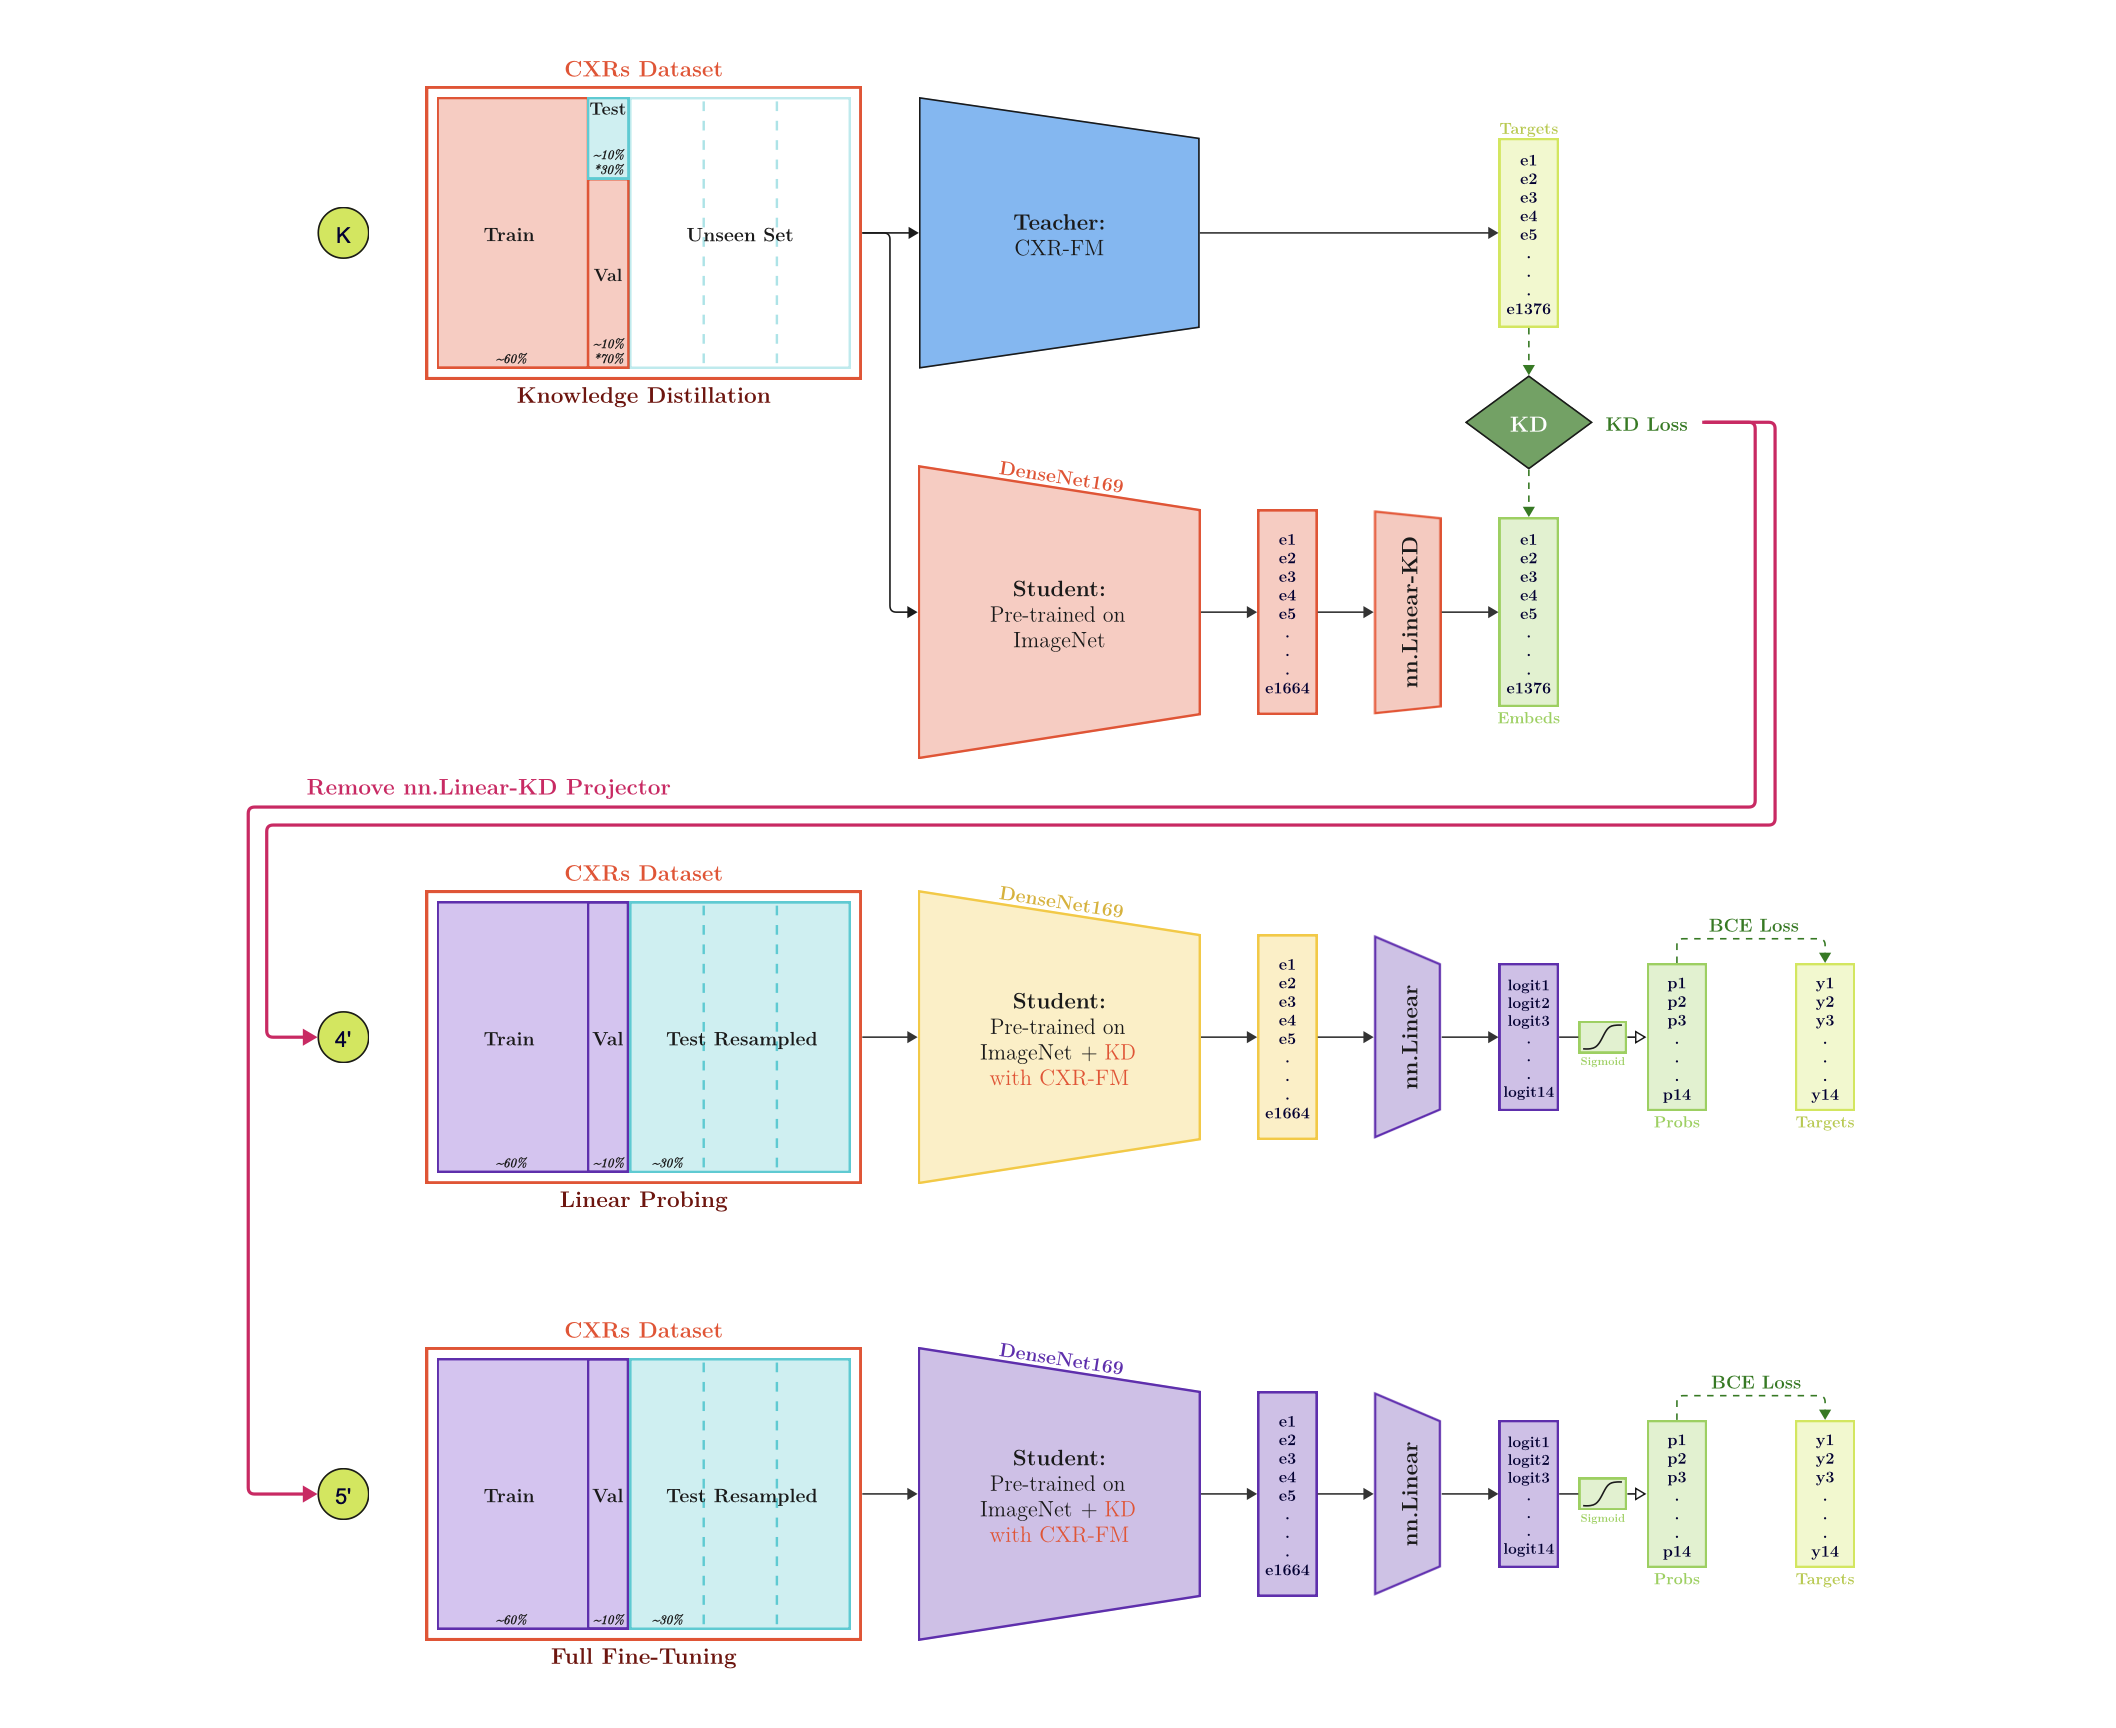 CXRs Dataset
Test
~10%
*30%
Train
Val
Unseen Set
~60%
~10%
*70%
Knowledge Distillation
K
Teacher:
CXR-FM
Targets
e1
e2
e3
e4
e5
.
.
.
e1376
KD
KD Loss
DenseNet169
Student:
Pre-trained on
ImageNet
e1
e2
e3
e4
e5
.
.
.
e1664
nn.Linear-KD
e1
e2
e3
e4
e5
.
.
.
e1376
Embeds
Remove nn.Linear-KD Projector
4'
CXRs Dataset
Train
Val
Test Resampled
~60%
~10%
~30%
Linear Probing
DenseNet169
Student:
Pre-trained on
ImageNet + KD
with CXR-FM
e1
e2
e3
e4
e5
.
.
.
e1664
nn.Linear
logit1
logit2
logit3
.
.
.
logit14
Sigmoid
BCE Loss
p1
p2
p3
.
.
.
p14
Probs
y1
y2
y3
.
.
.
y14
Targets
5'
CXRs Dataset
Train
Val
Test Resampled
~60%
~10%
~30%
Full Fine-Tuning
DenseNet169
Student:
Pre-trained on
ImageNet + KD
with CXR-FM
e1
e2
e3
e4
e5
.
.
.
e1664
nn.Linear
logit1
logit2
logit3
.
.
.
logit14
Sigmoid
BCE Loss
p1
p2
p3
.
.
.
p14
Probs
y1
y2
y3
.
.
.
y14
Targets